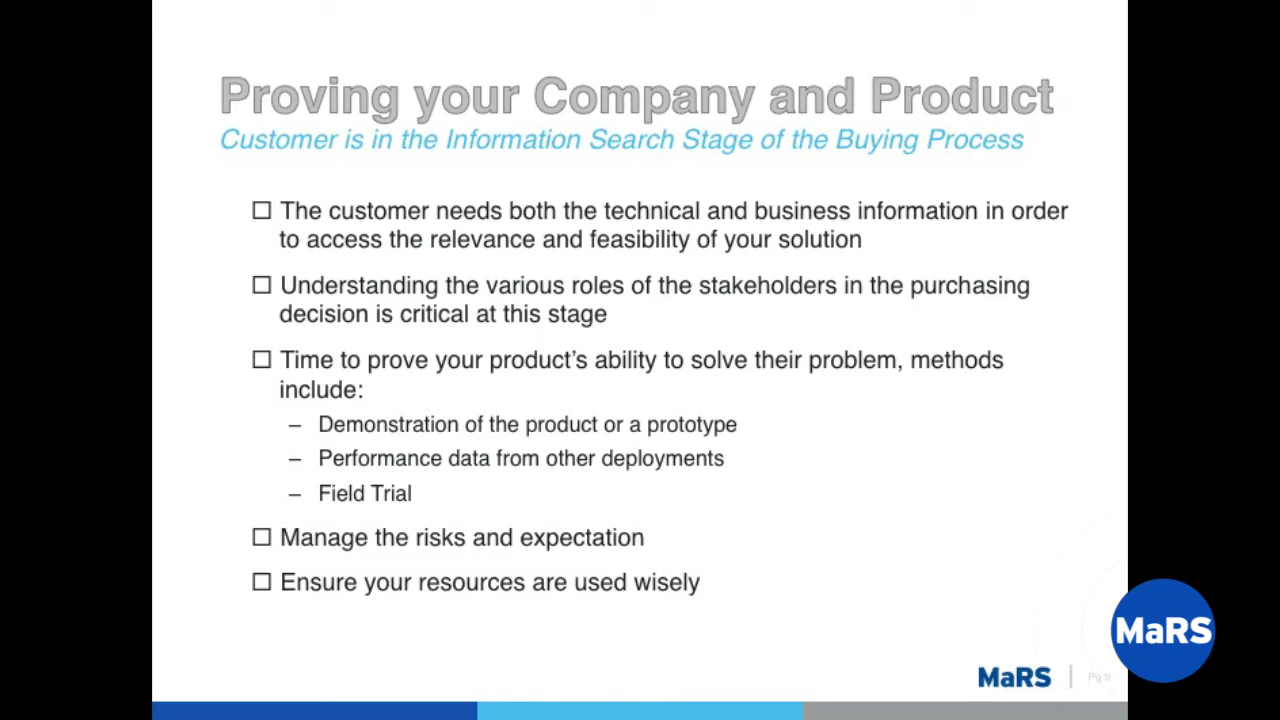 Proving your Company and Product
Customer is in the Information Search Stage of the Buying Process
☐ The customer needs both the technical and business information in order
to access the relevance and feasibility of your solution
☐ Understanding the various roles of the stakeholders in the purchasing
decision is critical at this stage
☐ Time to prove your product’s ability to solve their problem, methods
include:
– Demonstration of the product or a prototype
– Performance data from other deployments
– Field Trial
☐ Manage the risks and expectation
☐ Ensure your resources are used wisely
MaRS
MaRS | Pg 9